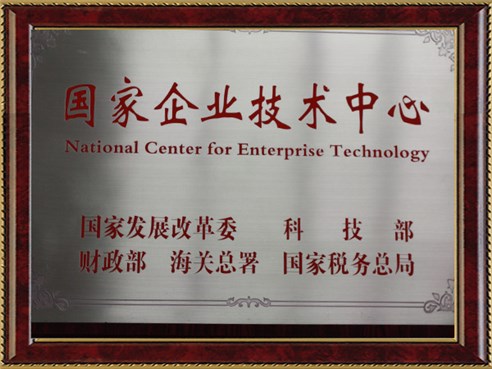 国家企业技术中心
National Center for Enterprise Technology
国家发展改革委 科技部
财政部 海关总署 国家税务总局